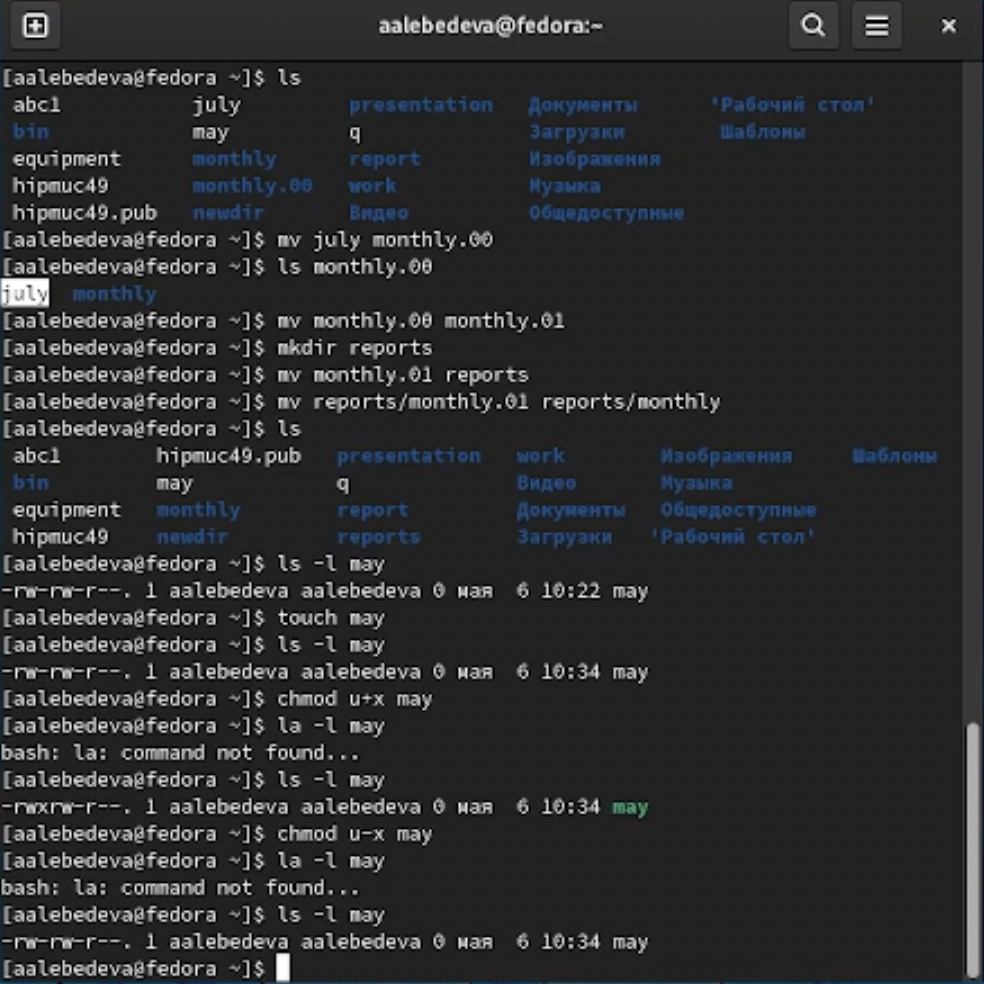 aalebedeva@fedora:~
[aalebedeva@fedora ~]$ ls
abc1 july presentation Документы 'Рабочий стол'
bin may q Загрузки Шаблоны
equipment monthly report Изображения
hipmuc49 monthly.00 work Музыка
hipmuc49.pub newdir Видео Общедоступные
[aalebedeva@fedora ~]$ mv july monthly.00
[aalebedeva@fedora ~]$ ls monthly.00
july monthly
[aalebedeva@fedora ~]$ mv monthly.00 monthly.01
[aalebedeva@fedora ~]$ mkdir reports
[aalebedeva@fedora ~]$ mv monthly.01 reports
[aalebedeva@fedora ~]$ mv reports/monthly.01 reports/monthly
[aalebedeva@fedora ~]$ ls
abc1 hipmuc49.pub presentation work Изображения Шаблоны
bin may q Видео Музыка
equipment monthly report Документы Общедоступные
hipmuc49 newdir reports Загрузки 'Рабочий стол'
[aalebedeva@fedora ~]$ ls -l may
-rw-rw-r--. 1 aalebedeva aalebedeva 0 мая  6 10:22 may
[aalebedeva@fedora ~]$ touch may
[aalebedeva@fedora ~]$ ls -l may
-rw-rw-r--. 1 aalebedeva aalebedeva 0 мая  6 10:34 may
[aalebedeva@fedora ~]$ chmod u+x may
[aalebedeva@fedora ~]$ la -l may
bash: la: command not found...
[aalebedeva@fedora ~]$ ls -l may
-rwxrw-r--. 1 aalebedeva aalebedeva 0 мая  6 10:34 may
[aalebedeva@fedora ~]$ chmod u-x may
[aalebedeva@fedora ~]$ la -l may
bash: la: command not found...
[aalebedeva@fedora ~]$ ls -l may
-rw-rw-r--. 1 aalebedeva aalebedeva 0 мая  6 10:34 may
[aalebedeva@fedora ~]$